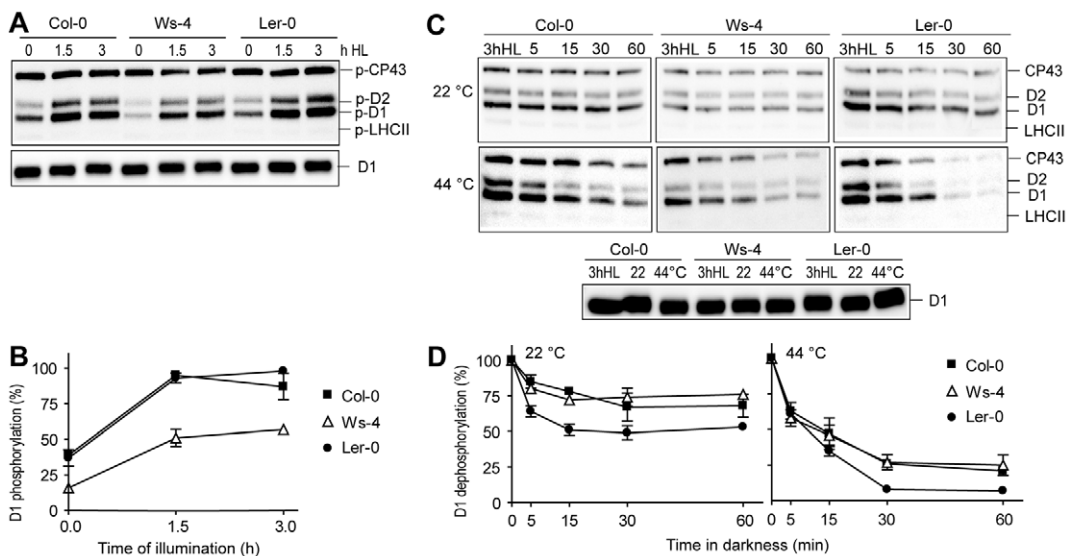 A
Col-0 Ws-4 Ler-0
0 1.5 3 0 1.5 3 0 1.5 3 h HL
p-CP43
p-D2
p-D1
p-LHCII
D1
B
D1 phosphorylation (%)
100
75
50
25
0
0.0 1.5 3.0
Time of illumination (h)
Col-0
Ws-4
Ler-0
C
Col-0 Ws-4 Ler-0
3hHL 5 15 30 60 3hHL 5 15 30 60 3hHL 5 15 30 60
22 °C
CP43
D2
D1
LHCII
44 °C
CP43
D2
D1
LHCII
Col-0 Ws-4 Ler-0
3hHL 22 44°C 3hHL 22 44°C 3hHL 22 44°C
D1
D
D1 dephosphorylation (%)
22 °C 44 °C
100
75
50
25
0
0 5 15 30 60 0 5 15 30 60
Time in darkness (min)
Col-0
Ws-4
Ler-0